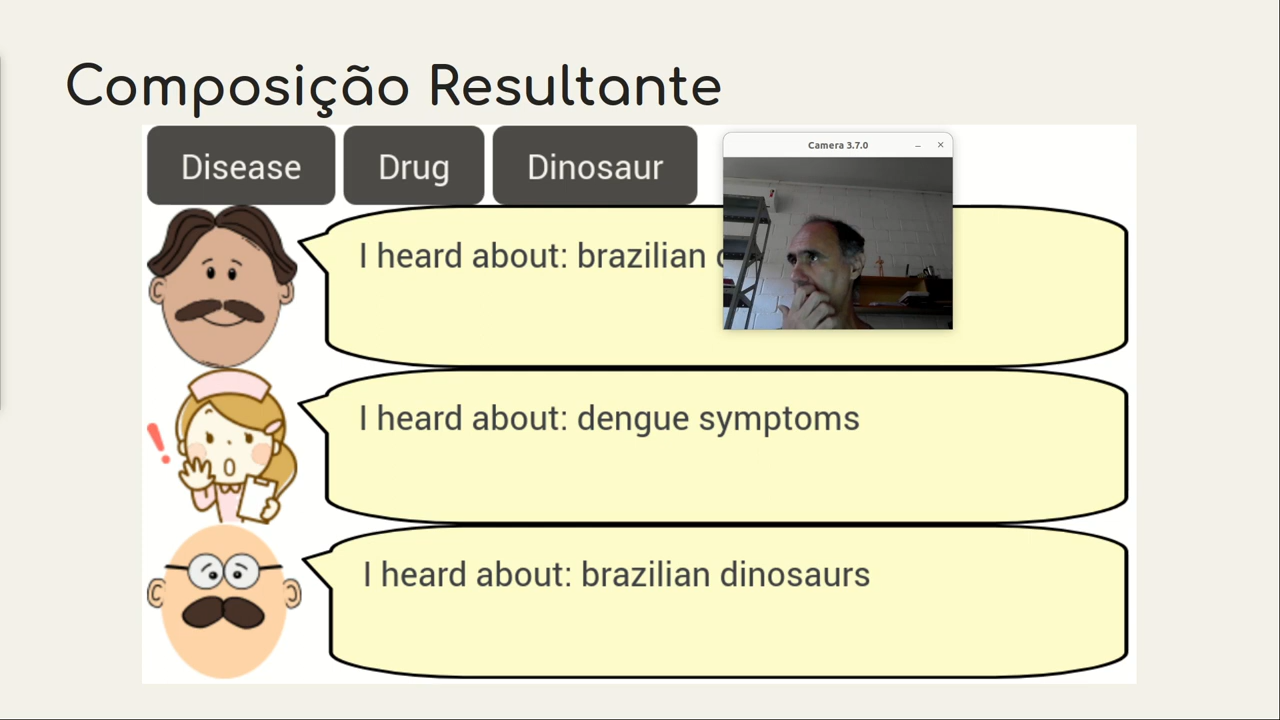 Composição Resultante
Disease Drug Dinosaur
Camera 3.7.0
I heard about: brazilian
I heard about: dengue symptoms
I heard about: brazilian dinosaurs